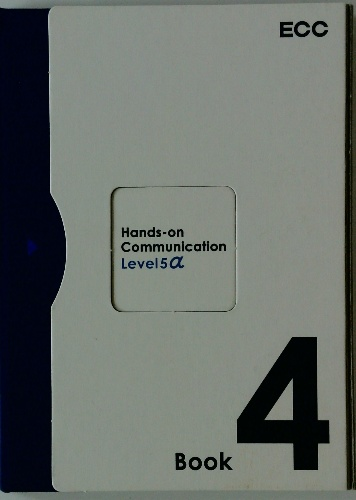 ECC
Hands-on
Communication
Level5α
Book 4